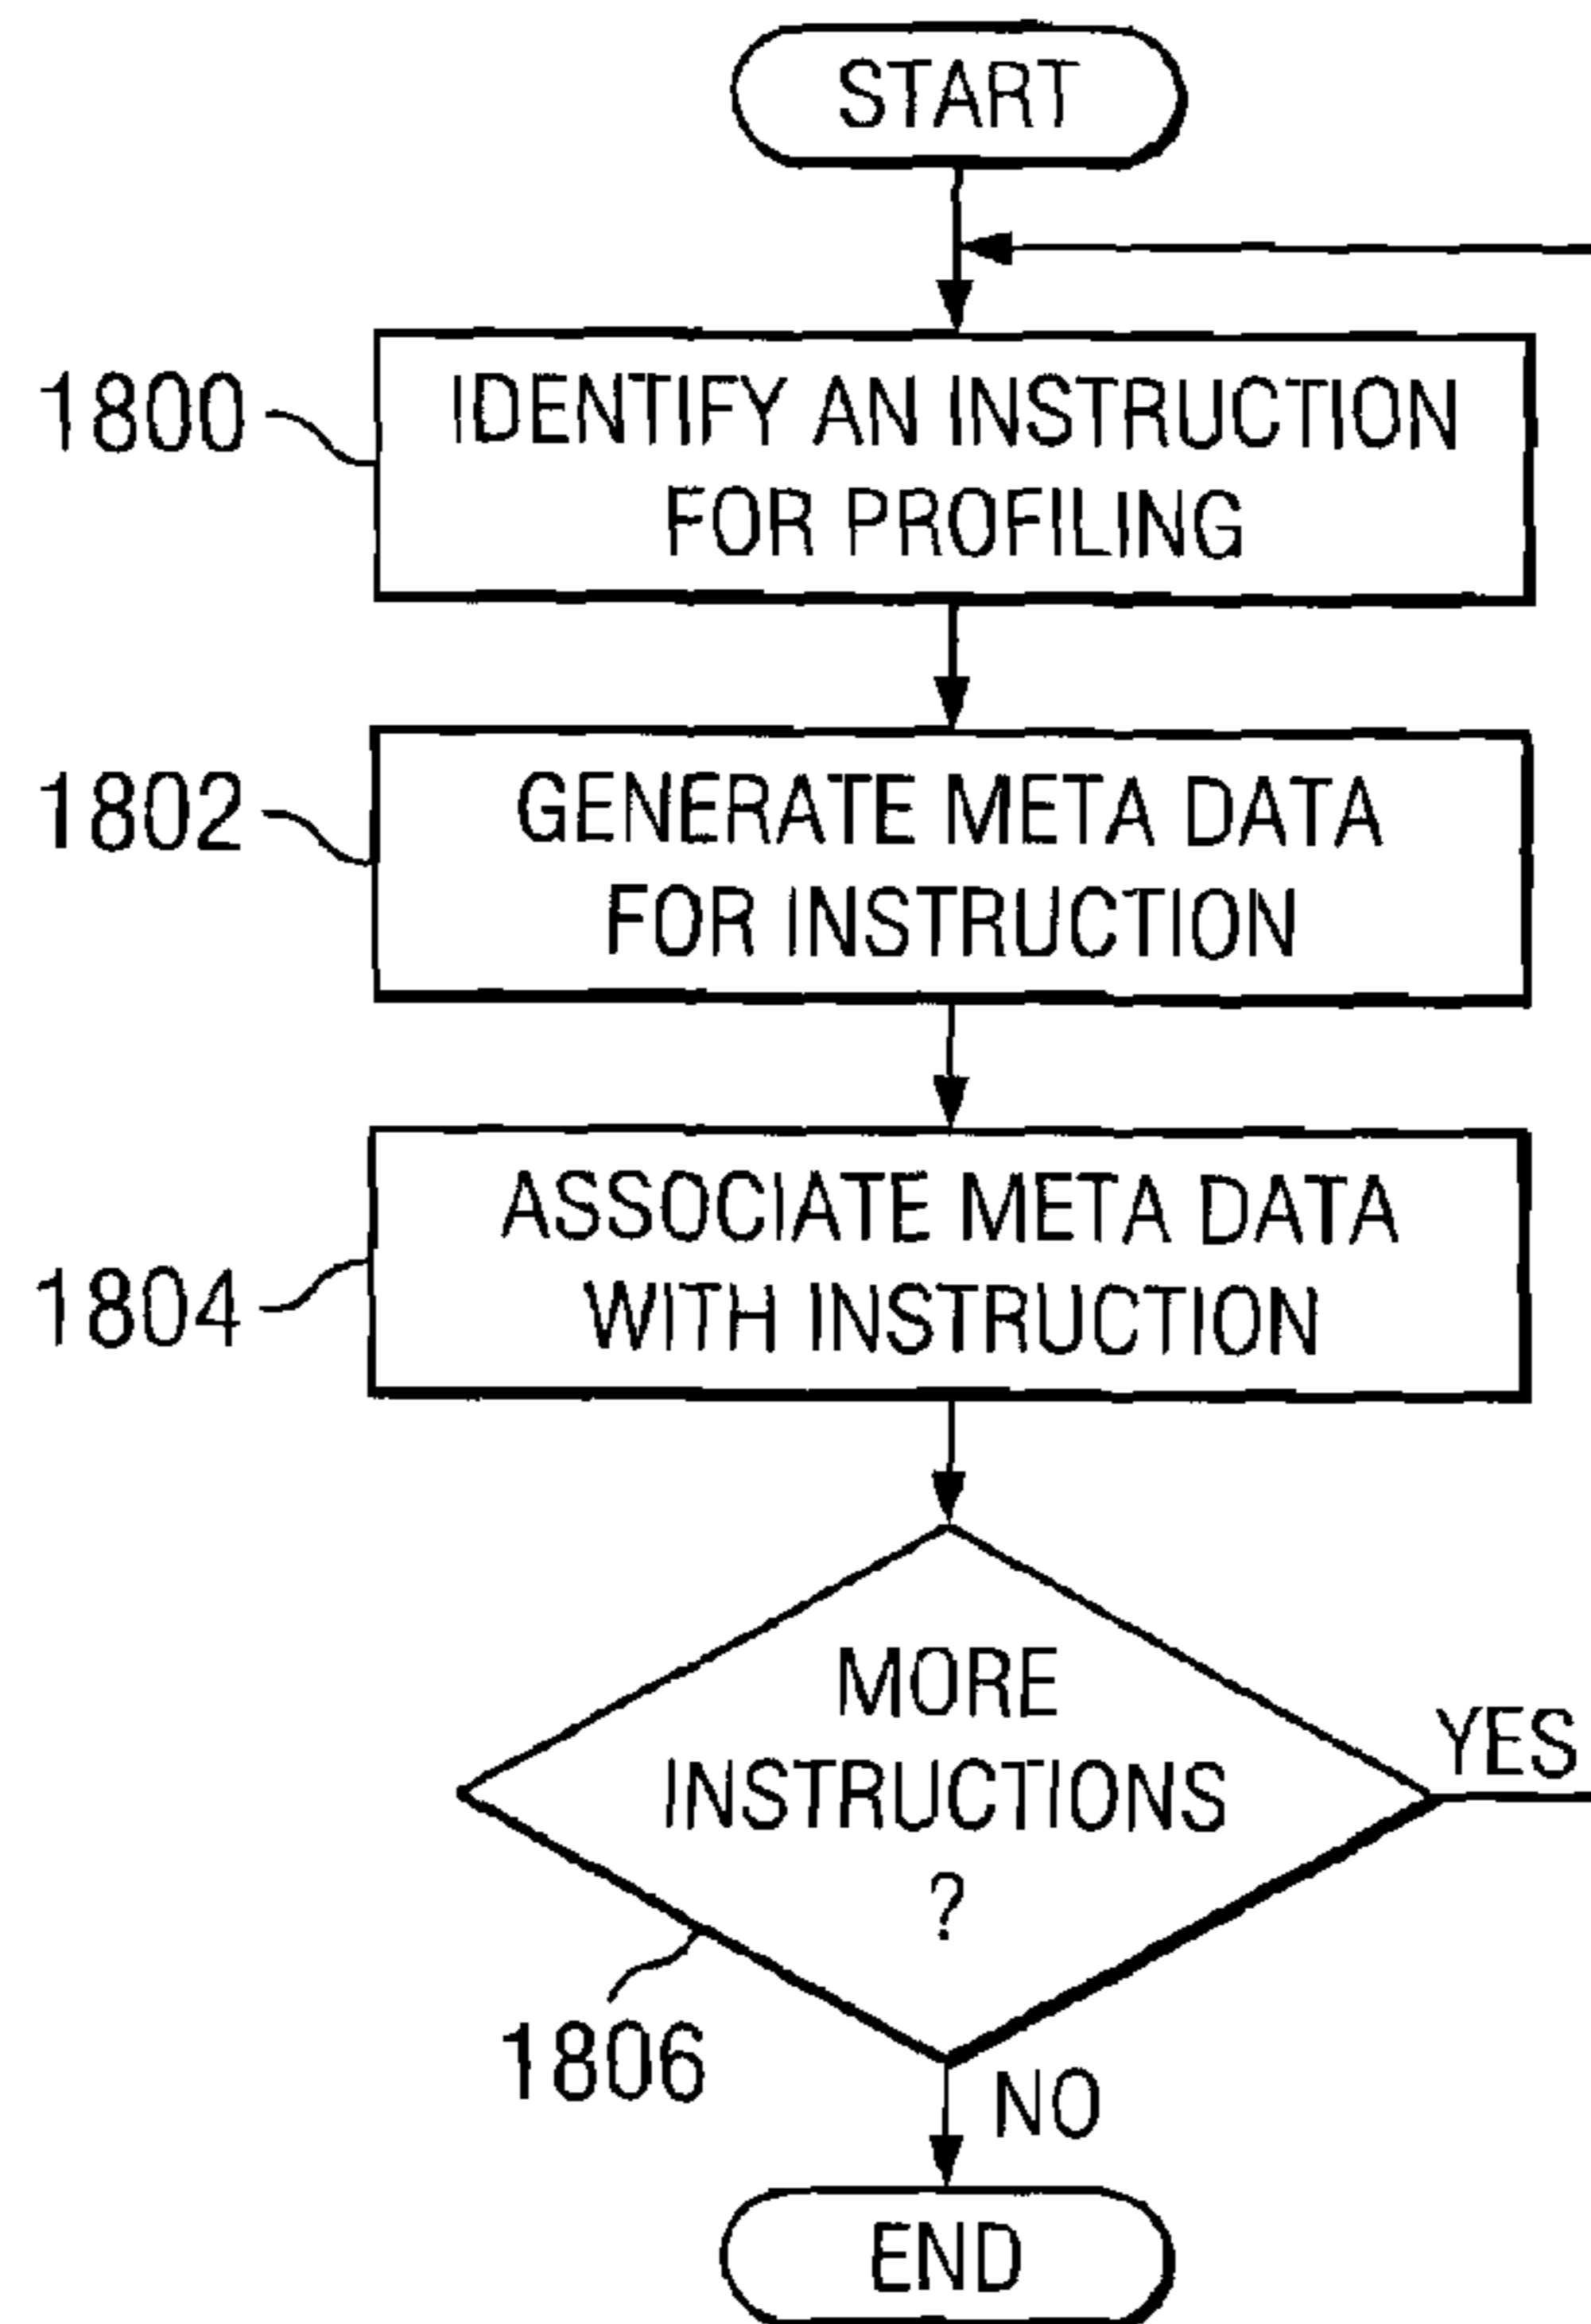 START
1800
IDENTIFY AN INSTRUCTION
FOR PROFILING
1802
GENERATE META DATA
FOR INSTRUCTION
1804
ASSOCIATE META DATA
WITH INSTRUCTION
MORE
INSTRUCTIONS
?
YES
1806
NO
END